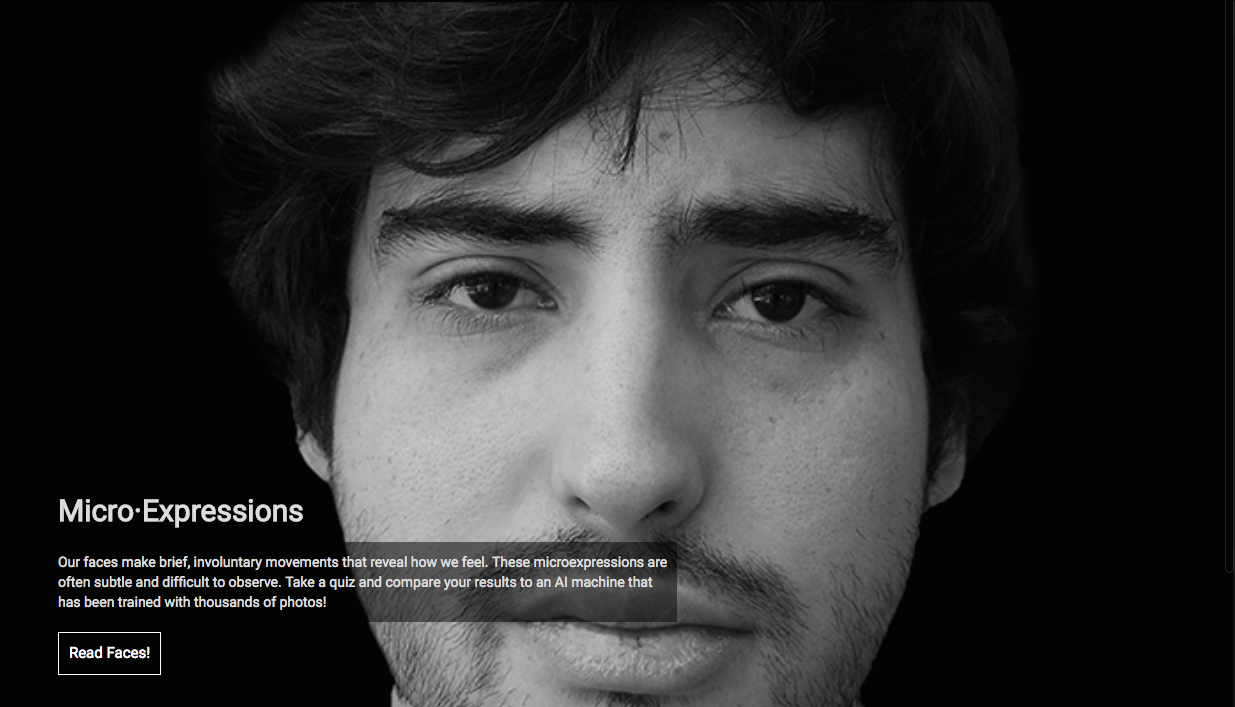 Micro·Expressions
Our faces make brief, involuntary movements that reveal how we feel. These microexpressions are
often subtle and difficult to observe. Take a quiz and compare your results to an AI machine that
has been trained with thousands of photos!
Read Faces!